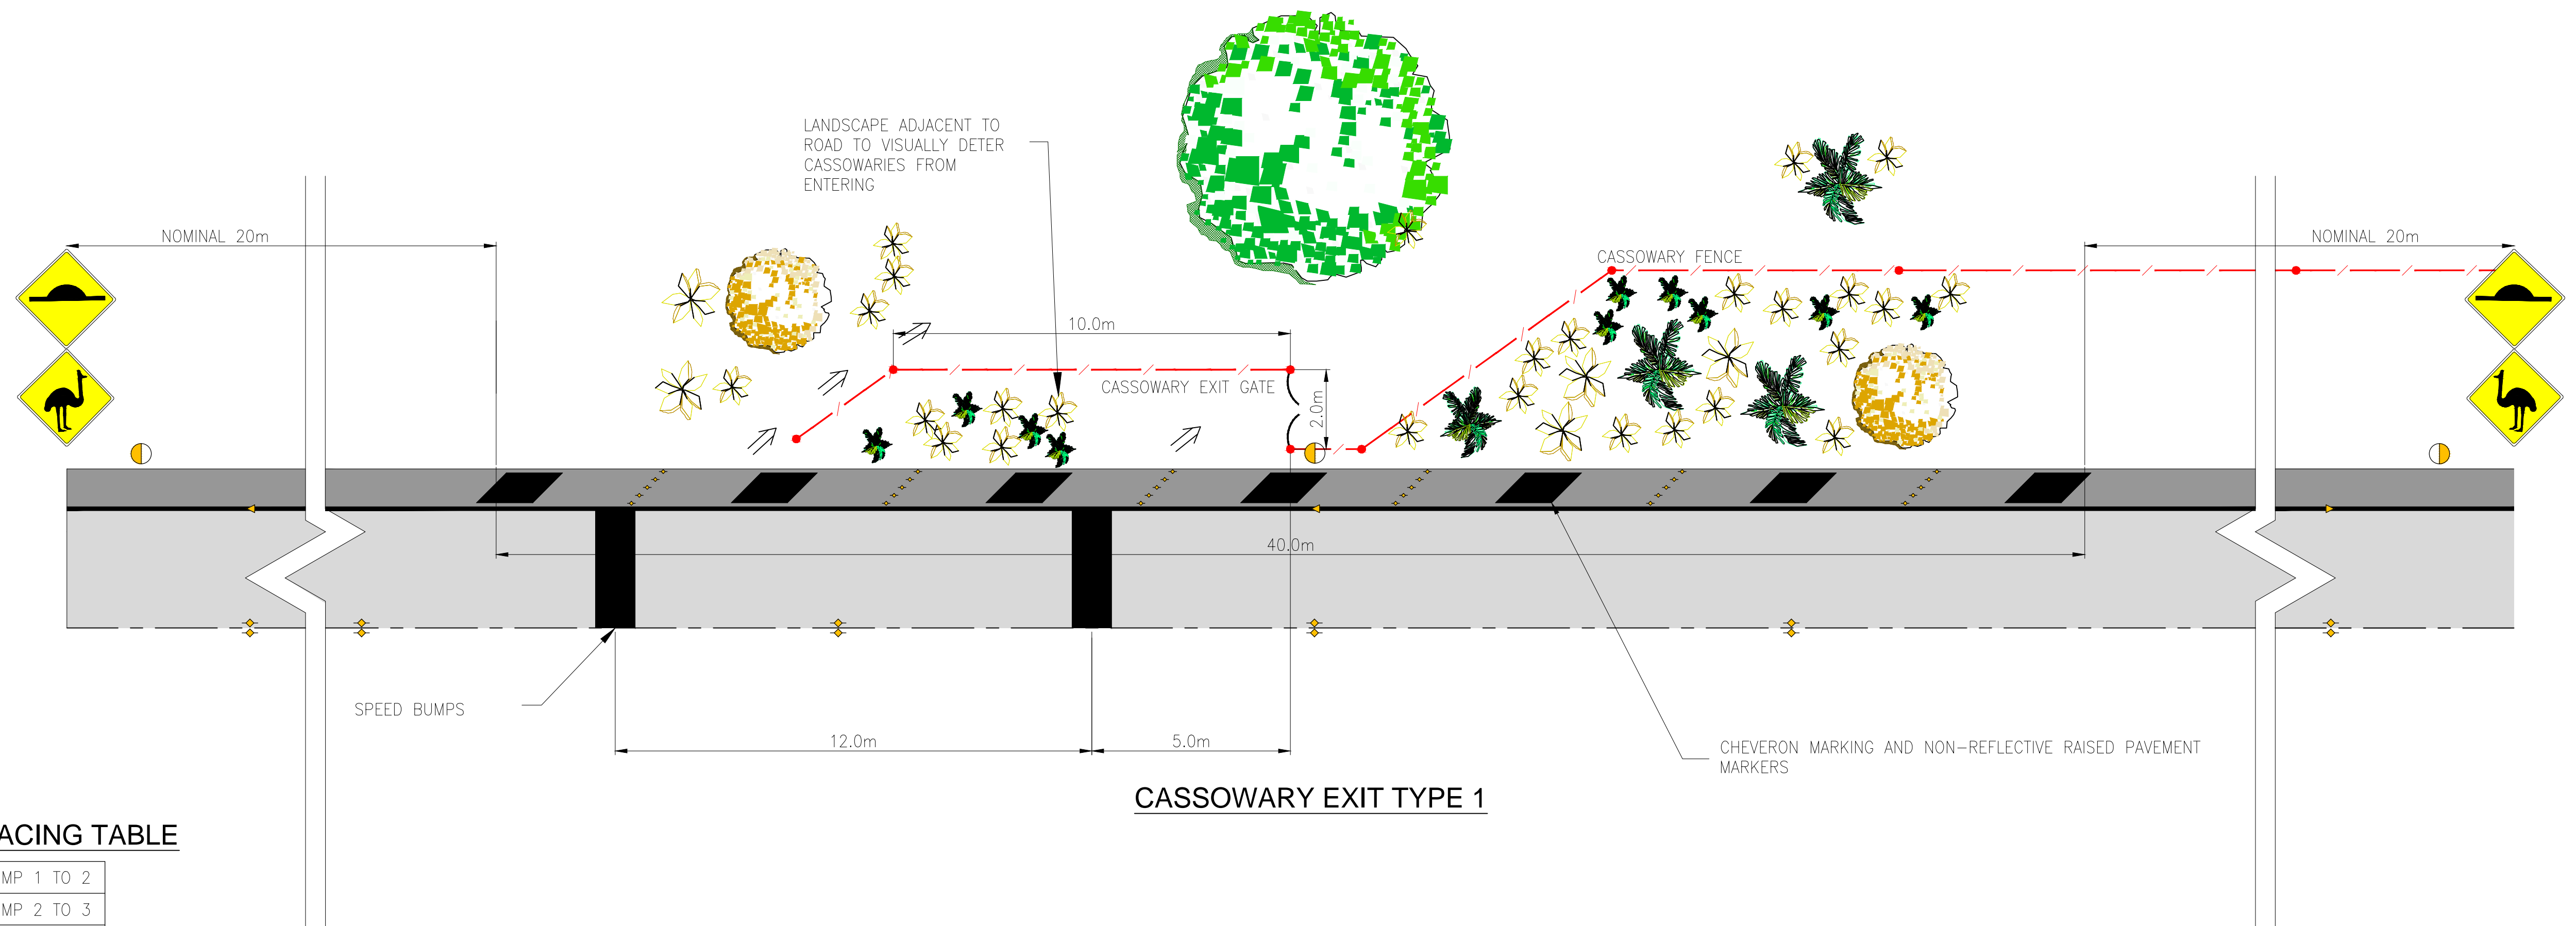 LANDSCAPE ADJACENT TO
ROAD TO VISUALLY DETER
CASSOWARIES FROM
ENTERING
NOMINAL 20m
NOMINAL 20m
CASSOWARY FENCE
10.0m
CASSOWARY EXIT GATE
2.0m
40.0m
SPEED BUMPS
12.0m
5.0m
CHEVERON MARKING AND NON-REFLECTIVE RAISED PAVEMENT
MARKERS
CASSOWARY EXIT TYPE 1
ACING TABLE
MP 1 TO 2
MP 2 TO 3